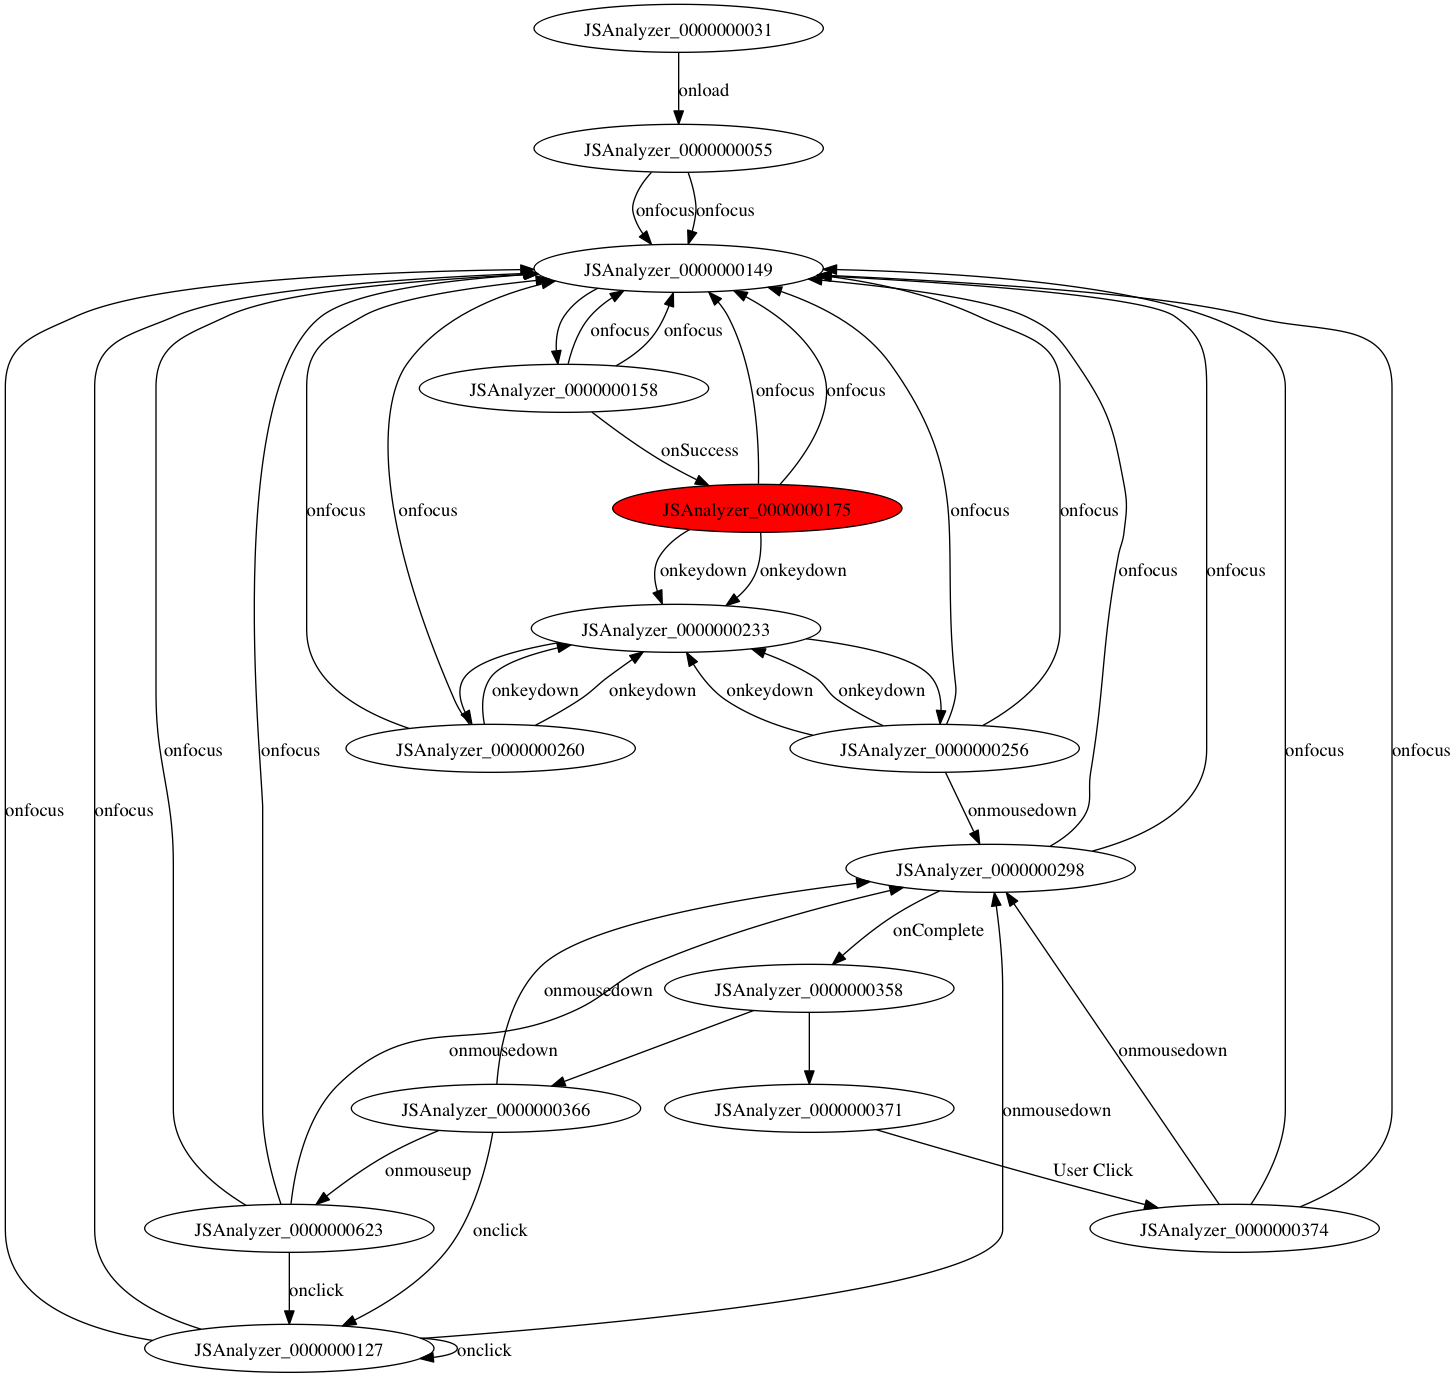 JSAnalyzer_0000000031
onload
JSAnalyzer_0000000055
onfocus
onfocus
JSAnalyzer_0000000149
onfocus
onfocus
JSAnalyzer_0000000158
onfocus
onfocus
onSuccess
JSAnalyzer_0000000175
onfocus
onfocus
onfocus
onfocus
onkeydown
onkeydown
onfocus
onfocus
JSAnalyzer_0000000233
onkeydown
onkeydown
onkeydown
onkeydown
JSAnalyzer_0000000260
JSAnalyzer_0000000256
onfocus
onfocus
onfocus
onfocus
onfocus
onfocus
onmousedown
JSAnalyzer_0000000298
onComplete
onmousedown
JSAnalyzer_0000000358
onmousedown
onmousedown
JSAnalyzer_0000000366
JSAnalyzer_0000000371
onmousedown
onmouseup
User Click
JSAnalyzer_0000000623
onclick
JSAnalyzer_0000000374
onclick
JSAnalyzer_0000000127
onclick